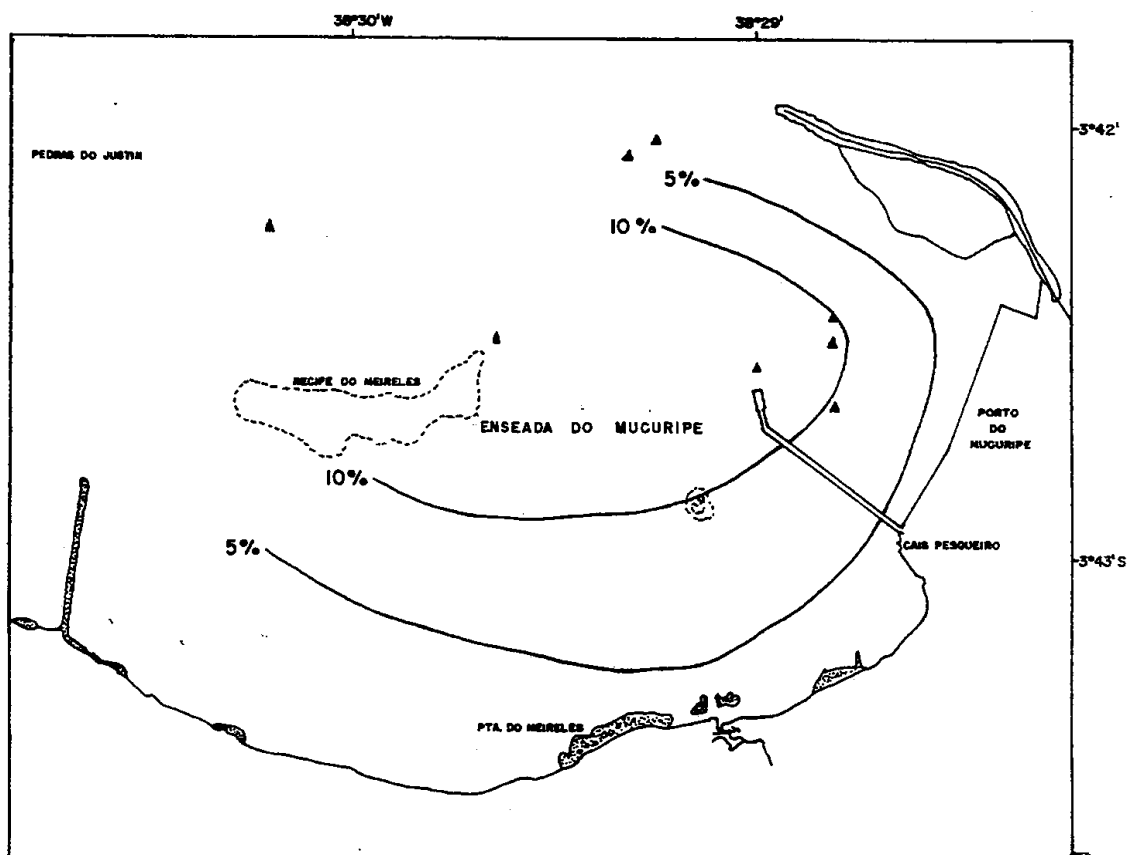 38°30'W
38°29'
3°42'
PEDRAS DO JUSTIN
5%
10%
RECIFE DO MEIRELES
ENSEADA DO MUCURIPE
PORTO
DO
MUCURIPE
10%
5%
CAIS PESQUEIRO
3°43'S
PTA. DO MEIRELES